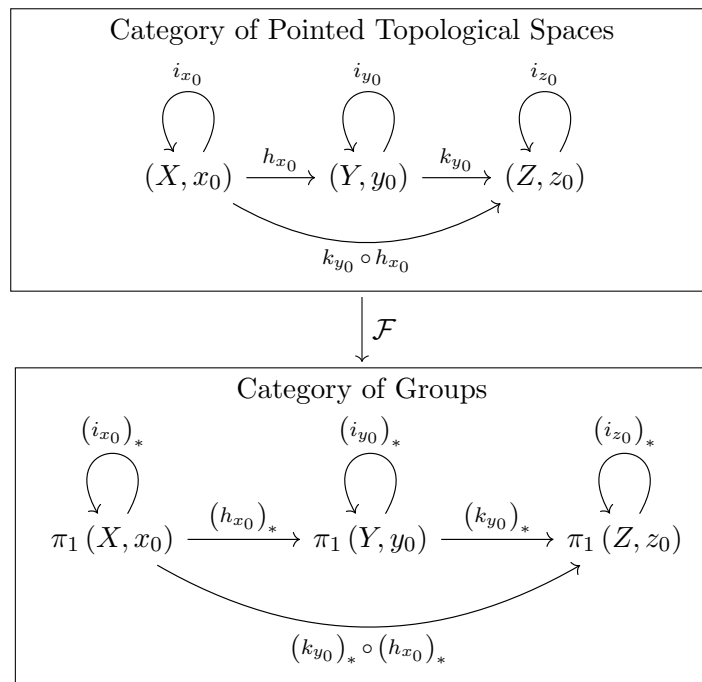 Category of Pointed Topological Spaces
i_{x_0} i_{y_0} i_{z_0}
(X, x_0) h_{x_0} (Y, y_0) k_{y_0} (Z, z_0)
k_{y_0} ∘ h_{x_0}
ℱ
Category of Groups
(i_{x_0})_* (i_{y_0})_* (i_{z_0})_*
π_1 (X, x_0) (h_{x_0})_* π_1 (Y, y_0) (k_{y_0})_* π_1 (Z, z_0)
(k_{y_0})_* ∘ (h_{x_0})_*